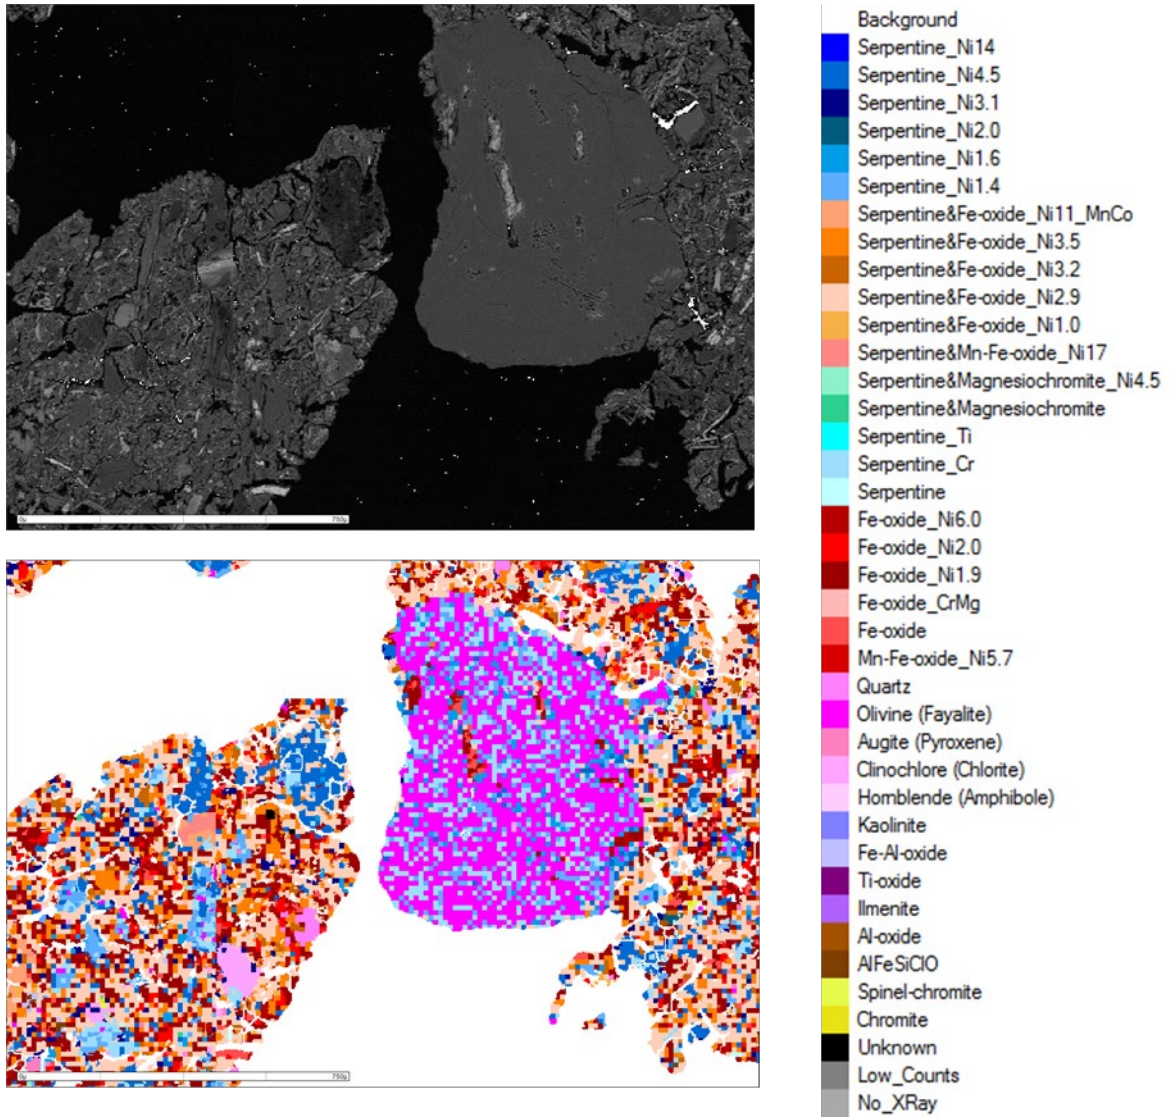 0µ 750µ
0µ 750µ
Background
Serpentine_Ni14
Serpentine_Ni4.5
Serpentine_Ni3.1
Serpentine_Ni2.0
Serpentine_Ni1.6
Serpentine_Ni1.4
Serpentine&Fe-oxide_Ni11_MnCo
Serpentine&Fe-oxide_Ni3.5
Serpentine&Fe-oxide_Ni3.2
Serpentine&Fe-oxide_Ni2.9
Serpentine&Fe-oxide_Ni1.0
Serpentine&Mn-Fe-oxide_Ni17
Serpentine&Magnesiochromite_Ni4.5
Serpentine&Magnesiochromite
Serpentine_Ti
Serpentine_Cr
Serpentine
Fe-oxide_Ni6.0
Fe-oxide_Ni2.0
Fe-oxide_Ni1.9
Fe-oxide_CrMg
Fe-oxide
Mn-Fe-oxide_Ni5.7
Quartz
Olivine (Fayalite)
Augite (Pyroxene)
Clinochlore (Chlorite)
Hornblende (Amphibole)
Kaolinite
Fe-Al-oxide
Ti-oxide
Ilmenite
Al-oxide
AlFeSiClO
Spinel-chromite
Chromite
Unknown
Low_Counts
No_XRay